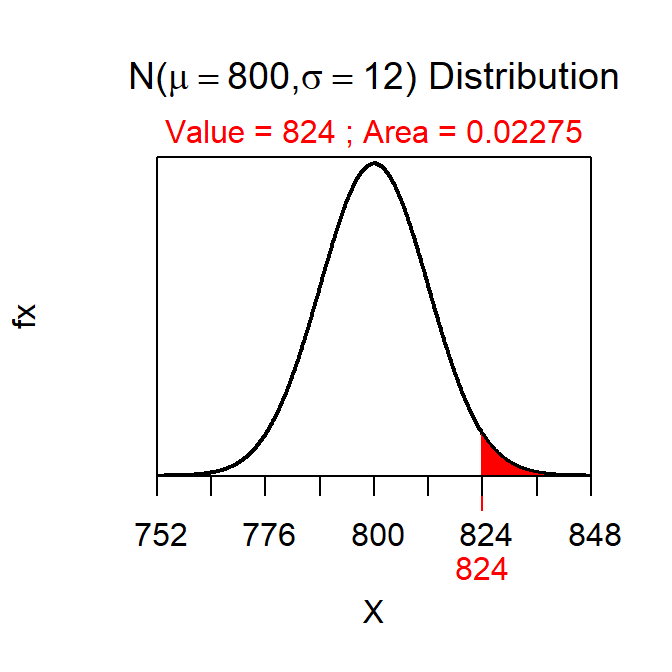 N(μ = 800,σ = 12) Distribution
Value = 824 ; Area = 0.02275
fx
752 776 800 824 848
824
X